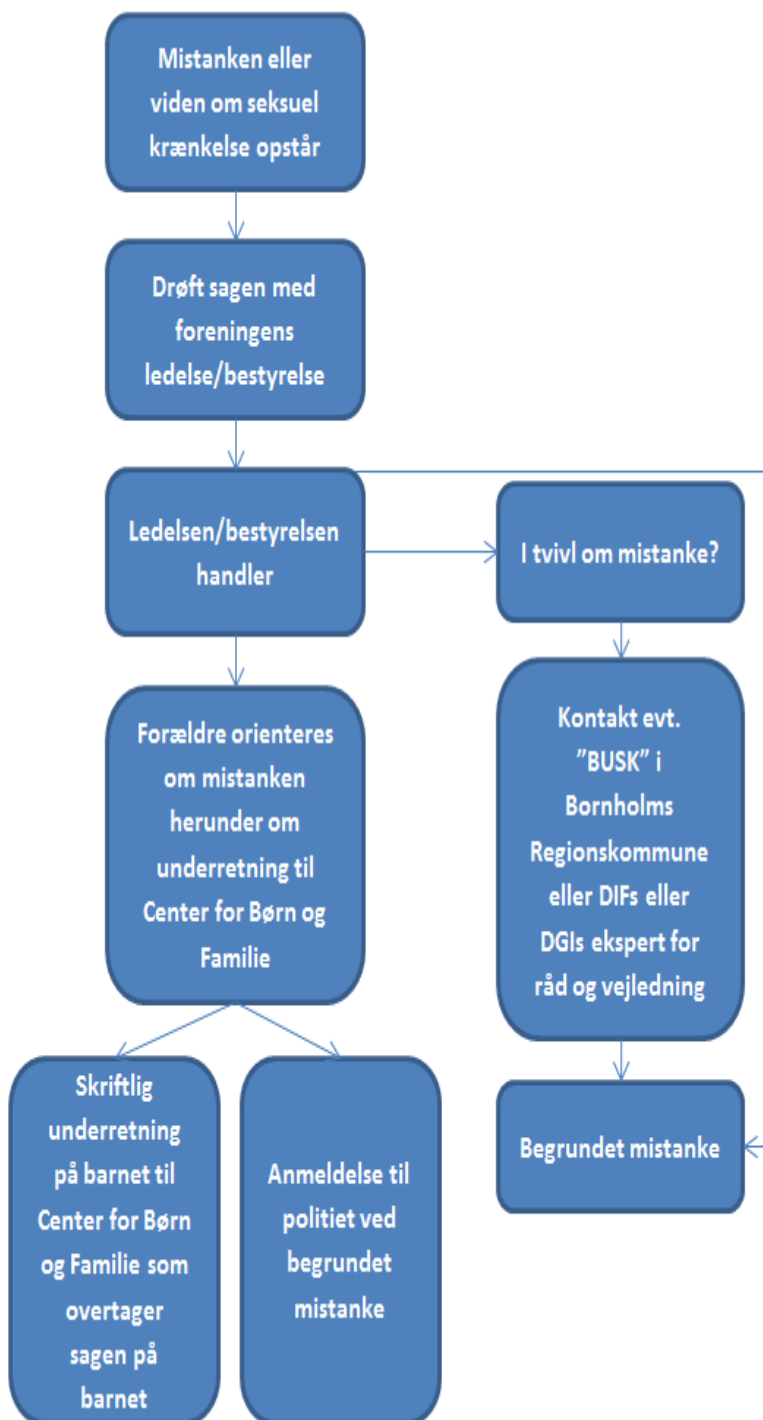 Mistanken eller
viden om seksuel
krænkelse opstår
Drøft sagen med
foreningens
ledelse/bestyrelse
Ledelsen/bestyrelsen
handler
I tvivl om mistanke?
Forældre orienteres
om mistanken
herunder om
underretning til
Center for Børn og
Familie
Kontakt evt.
”BUSK” i
Bornholms
Regionskommune
eller DIFs eller
DGIs ekspert for
råd og vejledning
Skriftlig
underretning
på barnet til
Center for Børn
og Familie som
overtager
sagen på
barnet
Anmeldelse til
politiet ved
begrundet
mistanke
Begrundet mistanke